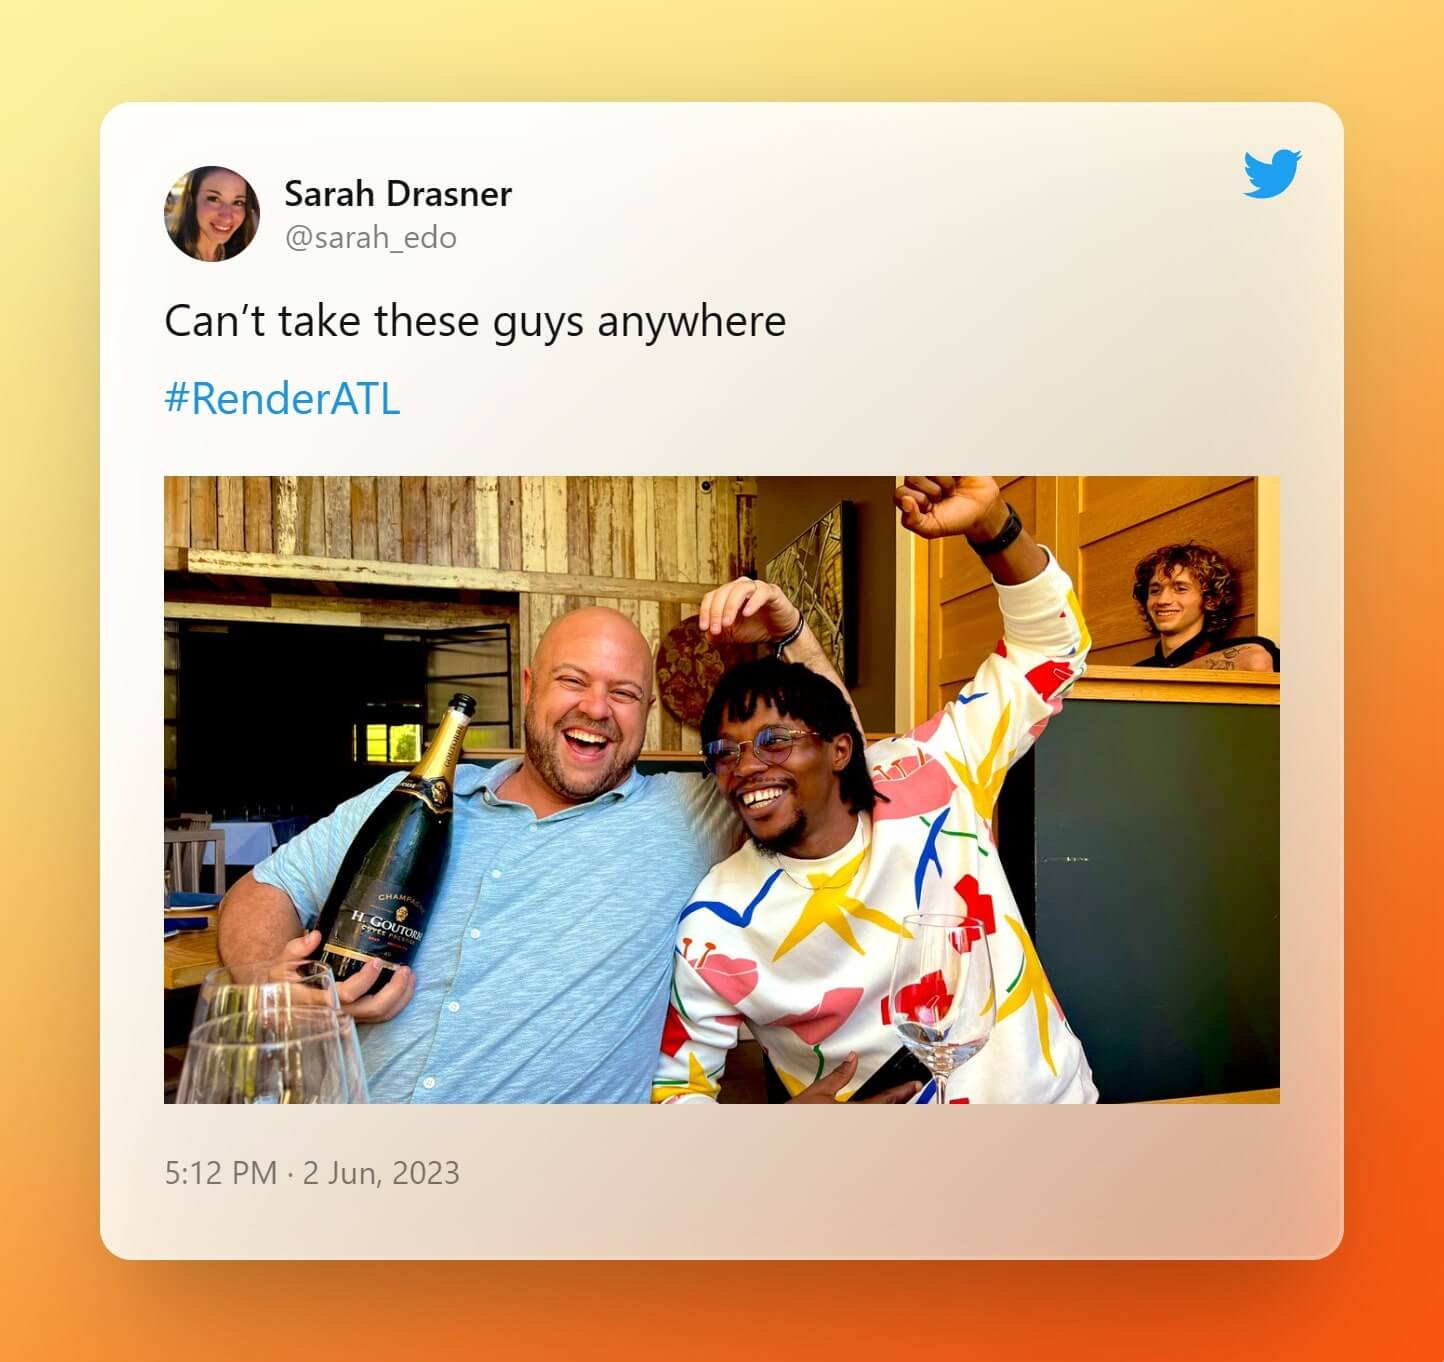 Sarah Drasner
@sarah_edo
Can’t take these guys anywhere
#RenderATL
CHAMPAGNE
H. GOUTORBE
CUVÉE PRESTIGE
5:12 PM · 2 Jun, 2023